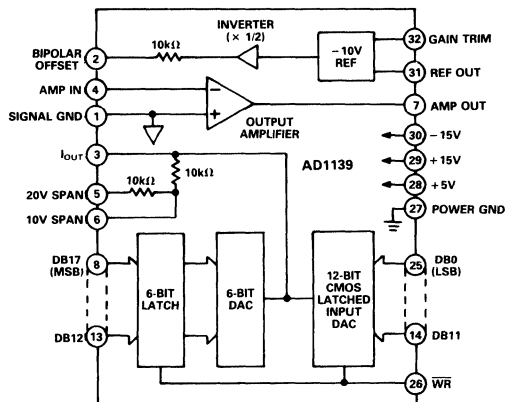 INVERTER
(× 1/2)
BIPOLAR
OFFSET
2
10kΩ
−10V
REF
32
GAIN TRIM
31
REF OUT
AMP IN
4
−
SIGNAL GND
1
+
OUTPUT
AMPLIFIER
7
AMP OUT
30
−15V
29
+15V
28
+5V
27
POWER GND
AD1139
IOUT
3
10kΩ
20V SPAN
5
10kΩ
10V SPAN
6
DB17
(MSB)
8
6-BIT
LATCH
6-BIT
DAC
12-BIT
CMOS
LATCHED
INPUT
DAC
25
DB0
(LSB)
DB12
13
14
DB11
26
WR